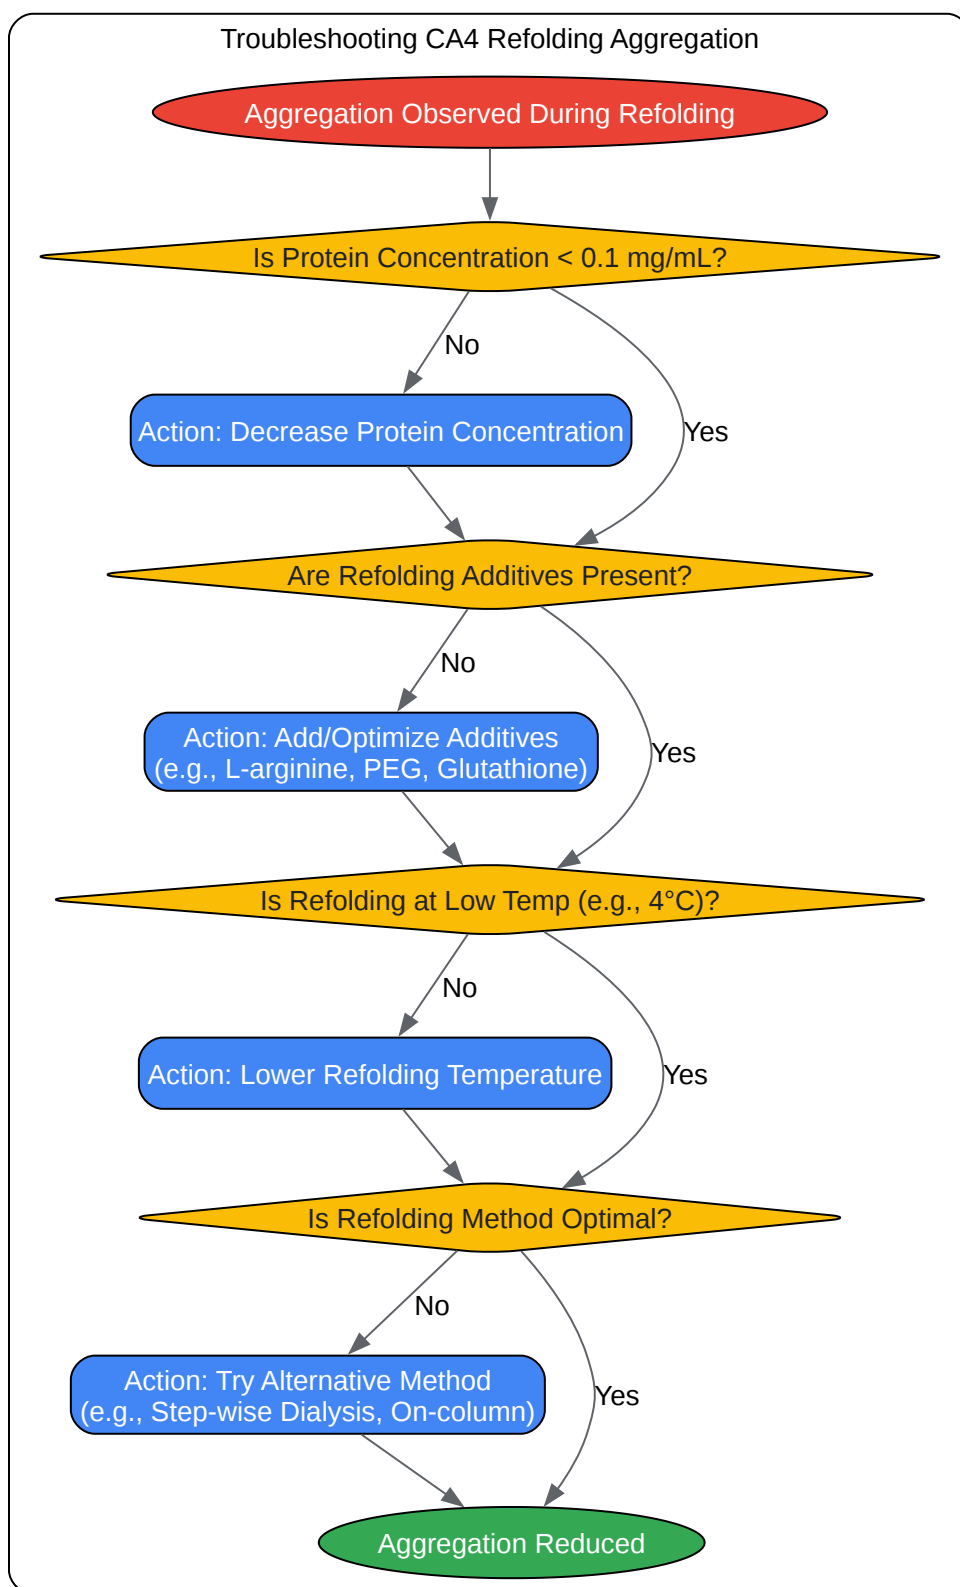 Troubleshooting CA4 Refolding Aggregation
Aggregation Observed During Refolding
Is Protein Concentration < 0.1 mg/mL?
No
Action: Decrease Protein Concentration
Yes
Are Refolding Additives Present?
No
Action: Add/Optimize Additives
(e.g., L-arginine, PEG, Glutathione)
Yes
Is Refolding at Low Temp (e.g., 4°C)?
No
Action: Lower Refolding Temperature
Yes
Is Refolding Method Optimal?
No
Action: Try Alternative Method
(e.g., Step-wise Dialysis, On-column)
Yes
Aggregation Reduced